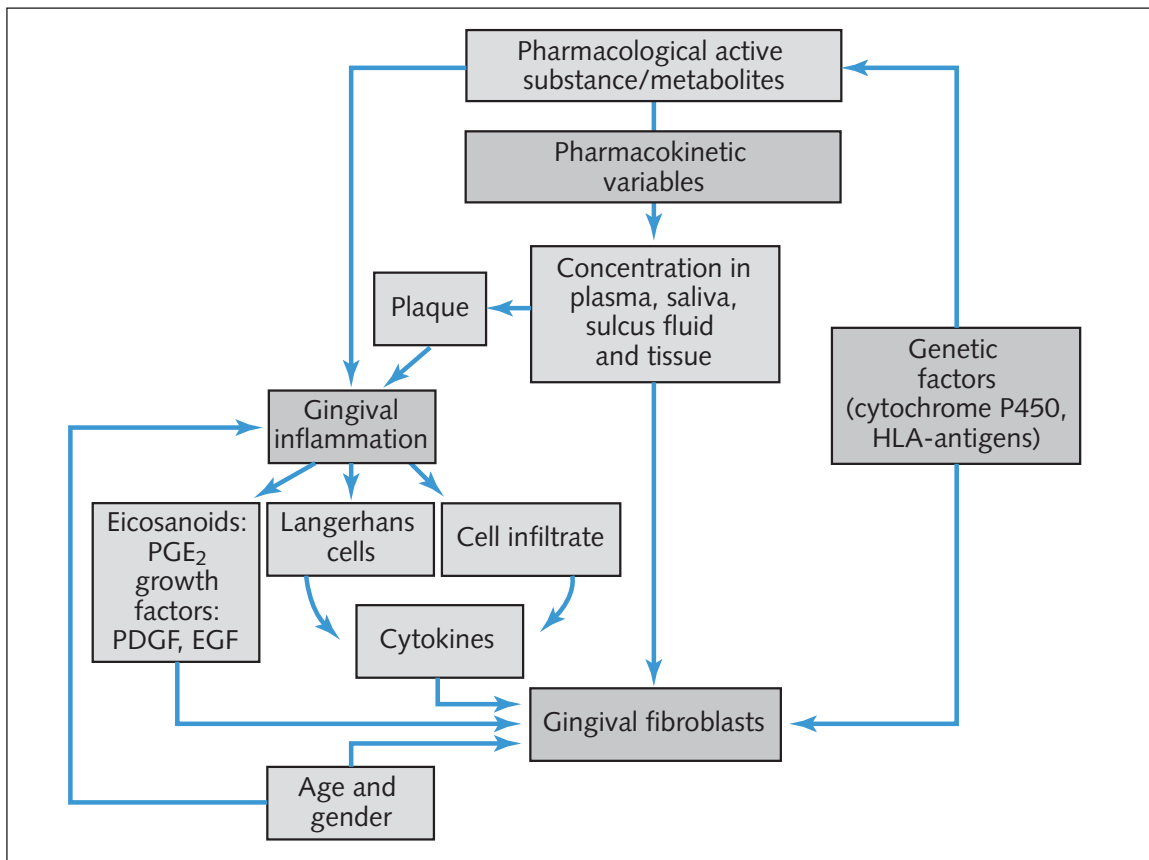 Pharmacological active
substance/metabolites
Pharmacokinetic
variables
Concentration in
plasma, saliva,
sulcus fluid
and tissue
Plaque
Genetic
factors
(cytochrome P450,
HLA-antigens)
Gingival
inflammation
Eicosanoids:
PGE2
growth
factors:
PDGF, EGF
Langerhans
cells
Cell infiltrate
Cytokines
Gingival fibroblasts
Age and
gender